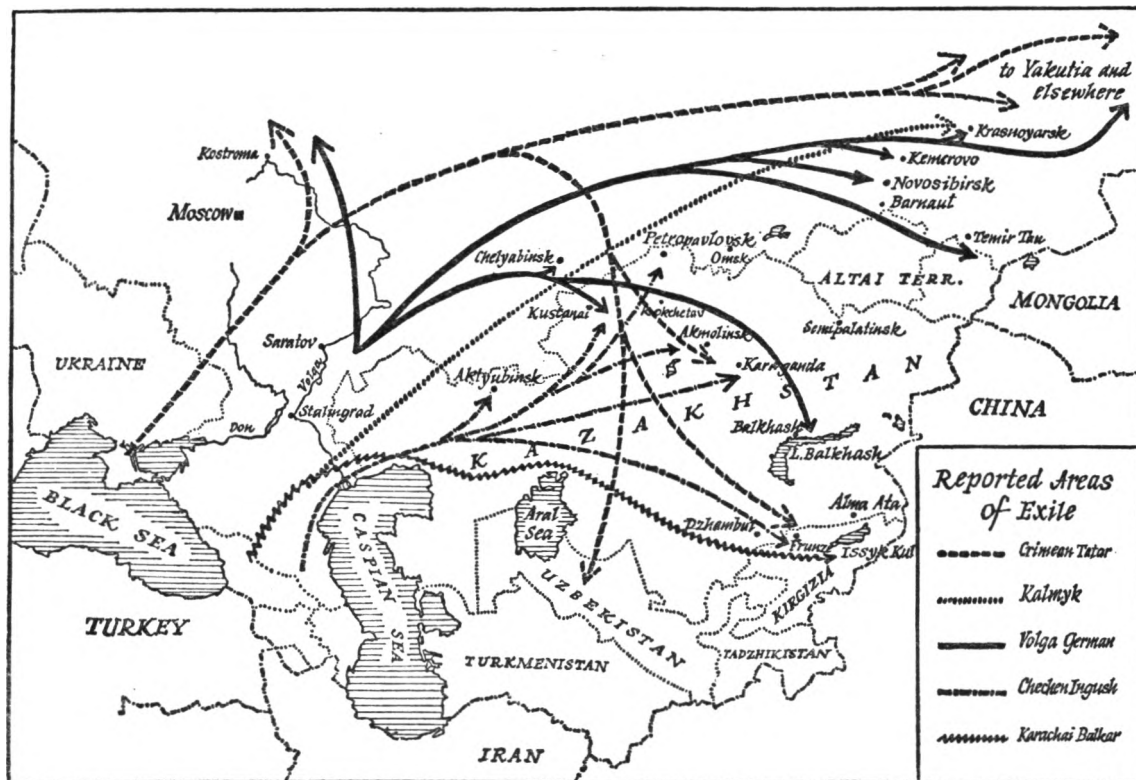 to Yakutia and
elsewhere
Krasnoyarsk
Kostroma
Kemerovo
Novosibirsk
Moscow
Barnaul
Petropavlovsk
Temir Tau
Chelyabinsk
Omsk
ALTAI TERR.
MONGOLIA
Kustanai
Kokchetav
Semipalatinsk
Saratov
Akmolinsk
UKRAINE
Volga
Aktyubinsk
Karaganda
KAZAKHSTAN
Stalingrad
CHINA
Don
Balkhash
L. Balkhash
BLACK SEA
CASPIAN SEA
Aral
Sea
Dzhambul
Alma Ata
Frunze
Issyk Kul
UZBEKISTAN
KIRGIZIA
TURKEY
TURKMENISTAN
TADZHIKISTAN
IRAN
Reported Areas
of Exile
Crimean Tatar
Kalmyk
Volga German
Chechen Ingush
Karachai Balkar